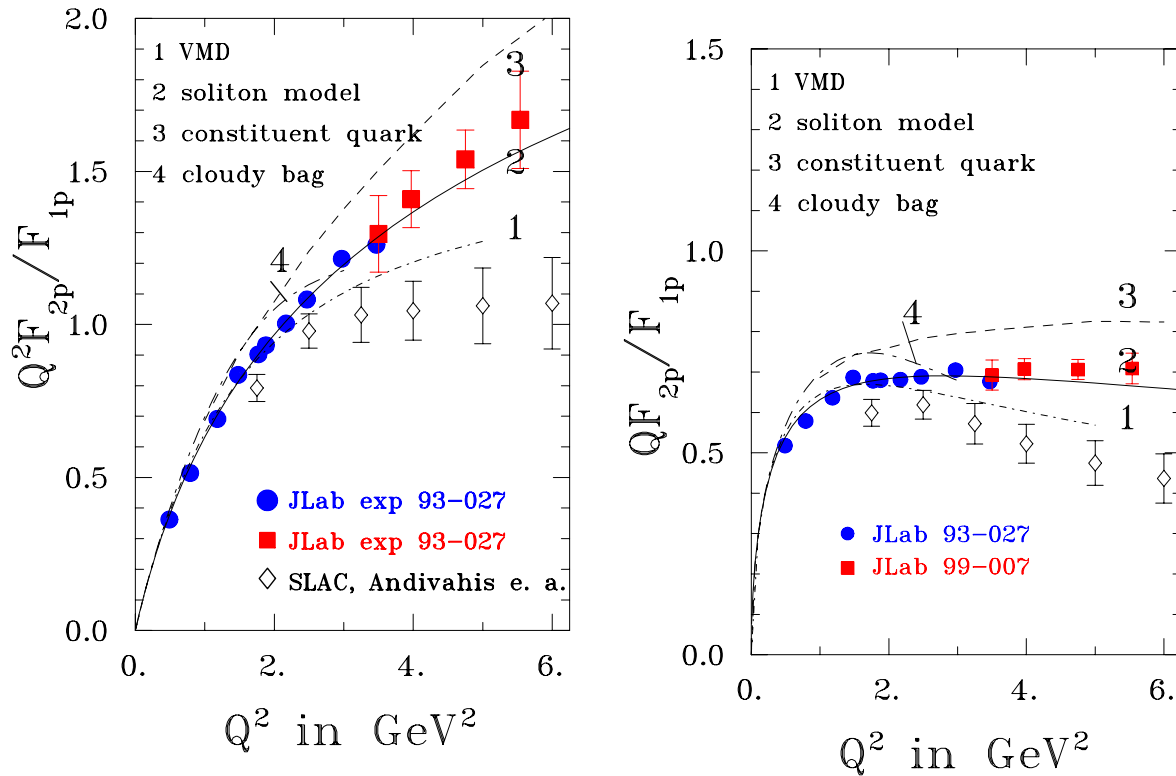 2.0
1.5
1.0
0.5
0.0
Q²F₂ₚ/F₁ₚ
1 VMD
2 soliton model
3 constituent quark
4 cloudy bag
3
2
1
4
JLab exp 93-027
JLab exp 93-027
SLAC, Andivahis e. a.
0. 2. 4. 6.
Q² in GeV²
1.5
1.0
0.5
0.0
QF₂ₚ/F₁ₚ
1 VMD
2 soliton model
3 constituent quark
4 cloudy bag
3
4
2
1
JLab 93-027
JLab 99-007
0. 2. 4. 6.
Q² in GeV²